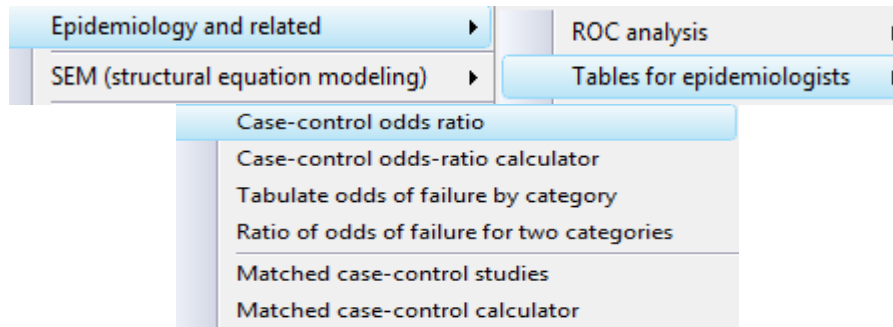 Epidemiology and related
ROC analysis
SEM (structural equation modeling)
Tables for epidemiologists
Case-control odds ratio
Case-control odds-ratio calculator
Tabulate odds of failure by category
Ratio of odds of failure for two categories
Matched case-control studies
Matched case-control calculator